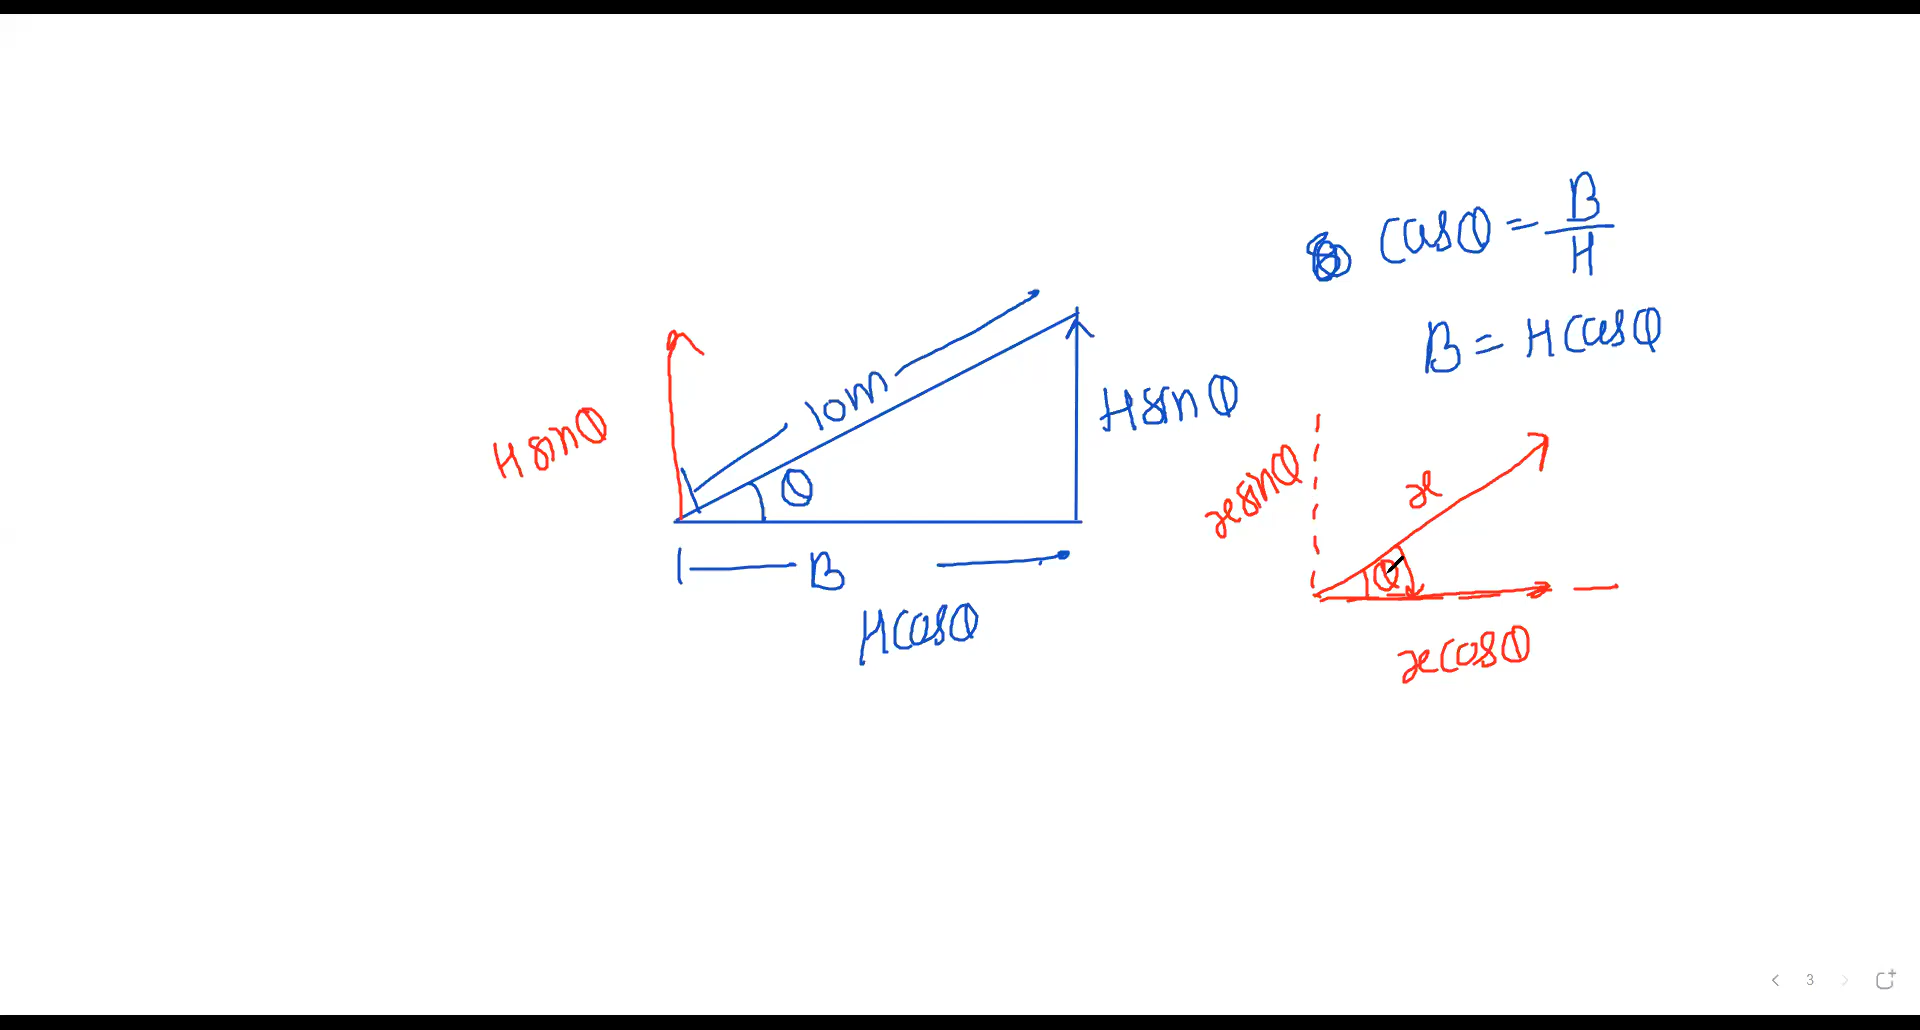 cosθ = B/H
B = H cosθ
10m
H sinθ
H sinθ
θ
B
H cosθ
x sinθ
x
θ
x cosθ
3